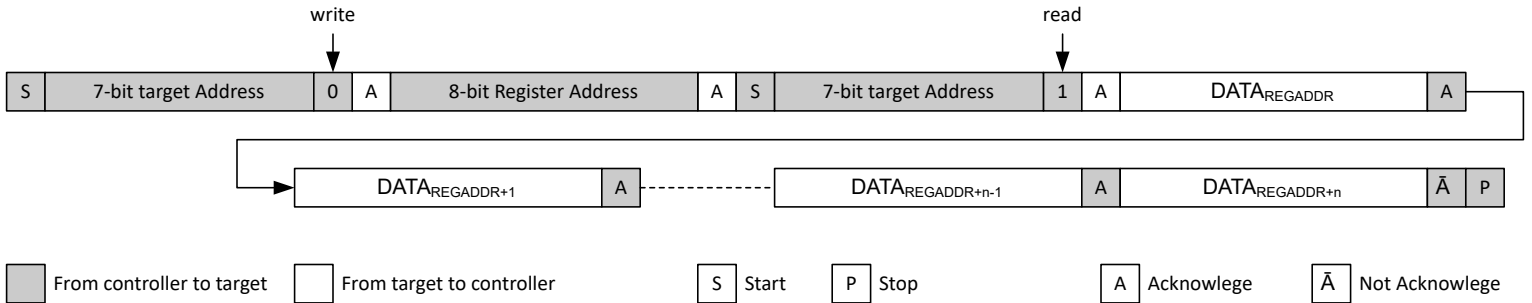 write read
S 7-bit target Address 0 A 8-bit Register Address A S 7-bit target Address 1 A DATAREGADDR A
DATAREGADDR+1 A DATAREGADDR+n-1 A DATAREGADDR+n Ā P
From controller to target From target to controller S Start P Stop A Acknowlege Ā Not Acknowlege